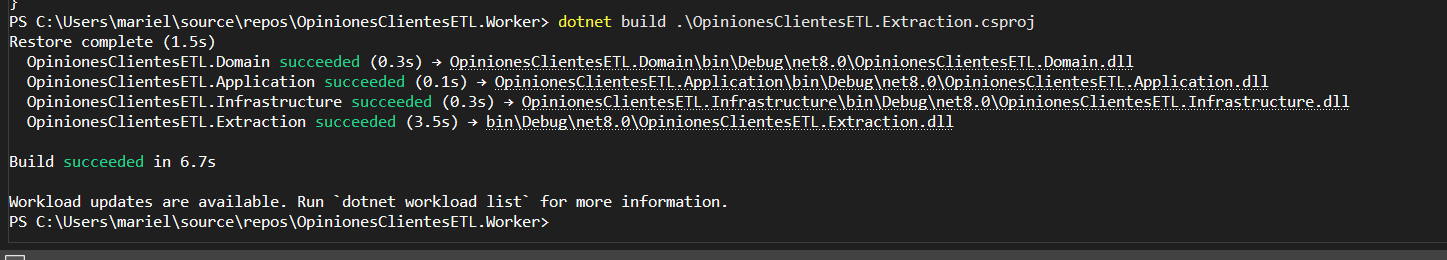 }
PS C:\Users\mariel\source\repos\OpinionesClientesETL.Worker> dotnet build .\OpinionesClientesETL.Extraction.csproj
Restore complete (1.5s)
  OpinionesClientesETL.Domain succeeded (0.3s) → OpinionesClientesETL.Domain\bin\Debug\net8.0\OpinionesClientesETL.Domain.dll
  OpinionesClientesETL.Application succeeded (0.1s) → OpinionesClientesETL.Application\bin\Debug\net8.0\OpinionesClientesETL.Application.dll
  OpinionesClientesETL.Infrastructure succeeded (0.3s) → OpinionesClientesETL.Infrastructure\bin\Debug\net8.0\OpinionesClientesETL.Infrastructure.dll
  OpinionesClientesETL.Extraction succeeded (3.5s) → bin\Debug\net8.0\OpinionesClientesETL.Extraction.dll
Build succeeded in 6.7s
Workload updates are available. Run `dotnet workload list` for more information.
PS C:\Users\mariel\source\repos\OpinionesClientesETL.Worker>